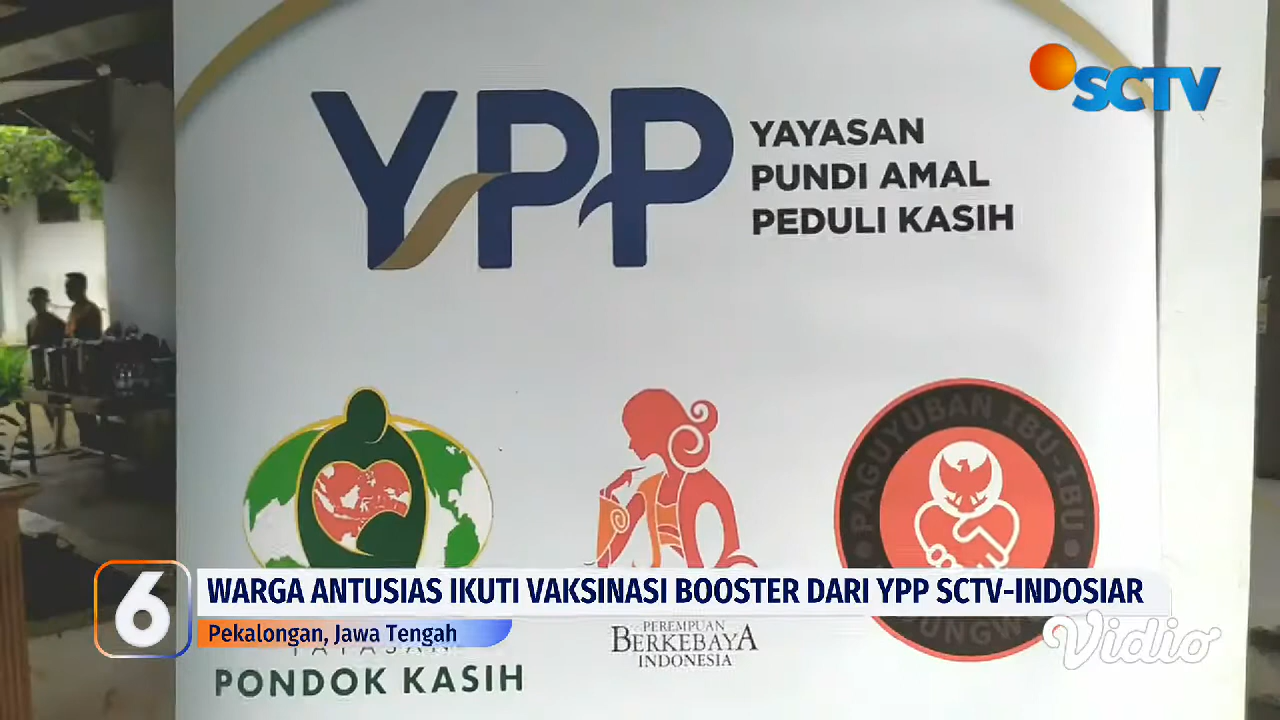 SCTV
YPP
YAYASAN
PUNDI AMAL
PEDULI KASIH
PAGUYUBAN IBU-IBU
6
WARGA ANTUSIAS IKUTI VAKSINASI BOOSTER DARI YPP SCTV-INDOSIAR
Pekalongan, Jawa Tengah
PEREMPUAN
BERKEBAYA
INDONESIA
Vidio
YAYASAN
PONDOK KASIH